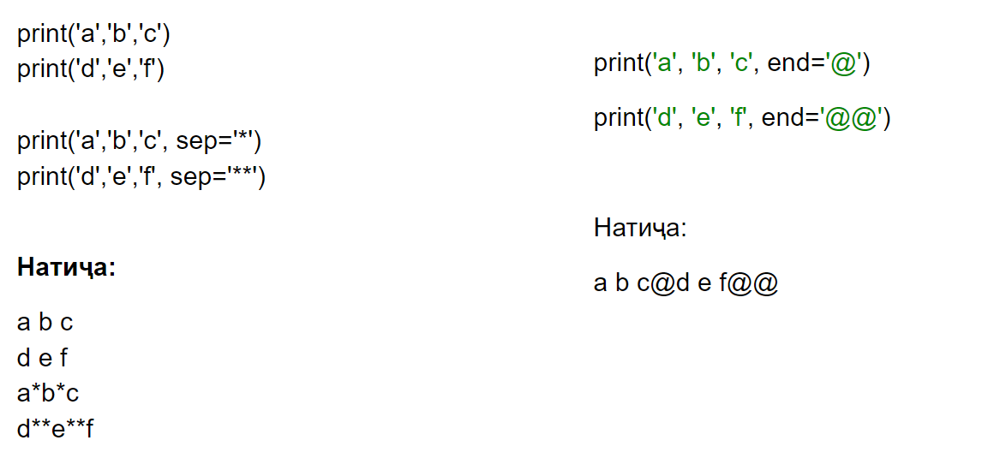 print('a','b','c')
print('d','e','f')
print('a','b','c', sep='*')
print('d','e','f', sep='**')
Натиҷа:
a b c
d e f
a*b*c
d**e**f
print('a', 'b', 'c', end='@')
print('d', 'e', 'f', end='@@')
Натиҷа:
a b c@d e f@@